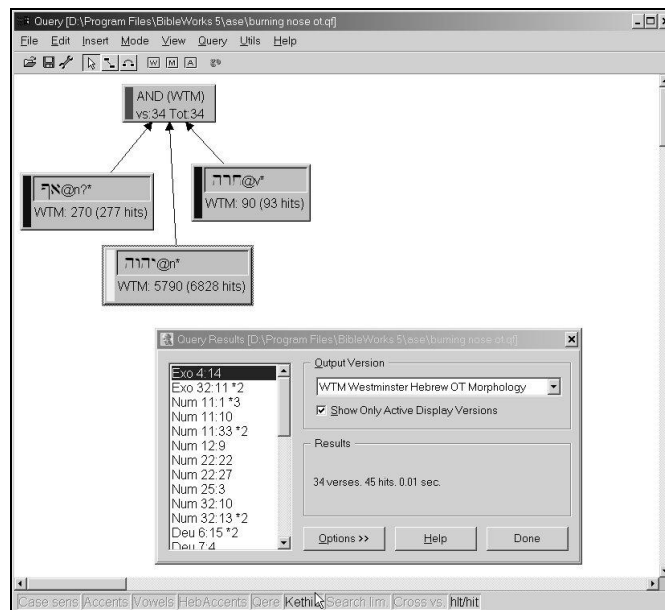 Query [D:\Program Files\BibleWorks 5\ase\burning nose ot.qf]
File Edit Insert Mode View Query Utils Help
W M A
AND (WTM)
vs:34 Tot:34
אף@n?*
WTM: 270 (277 hits)
חרה@v*
WTM: 90 (93 hits)
יהוה@n*
WTM: 5790 (6828 hits)
Query Results [D:\Program Files\BibleWorks 5\ase\burning nose ot.qf]
Exo 4:14
Exo 32:11 *2
Num 11:1 *3
Num 11:10
Num 11:33 *2
Num 12:9
Num 22:22
Num 22:27
Num 25:3
Num 32:10
Num 32:13 *2
Deu 6:15 *2
Deu 7:4
Output Version
WTM Westminster Hebrew OT Morphology
Show Only Active Display Versions
Results
34 verses. 45 hits. 0.01 sec.
Options >> Help Done
Case sens Accents Vowels HebAccents Qere Kethi Search lim. Cross vs. hlt/hit